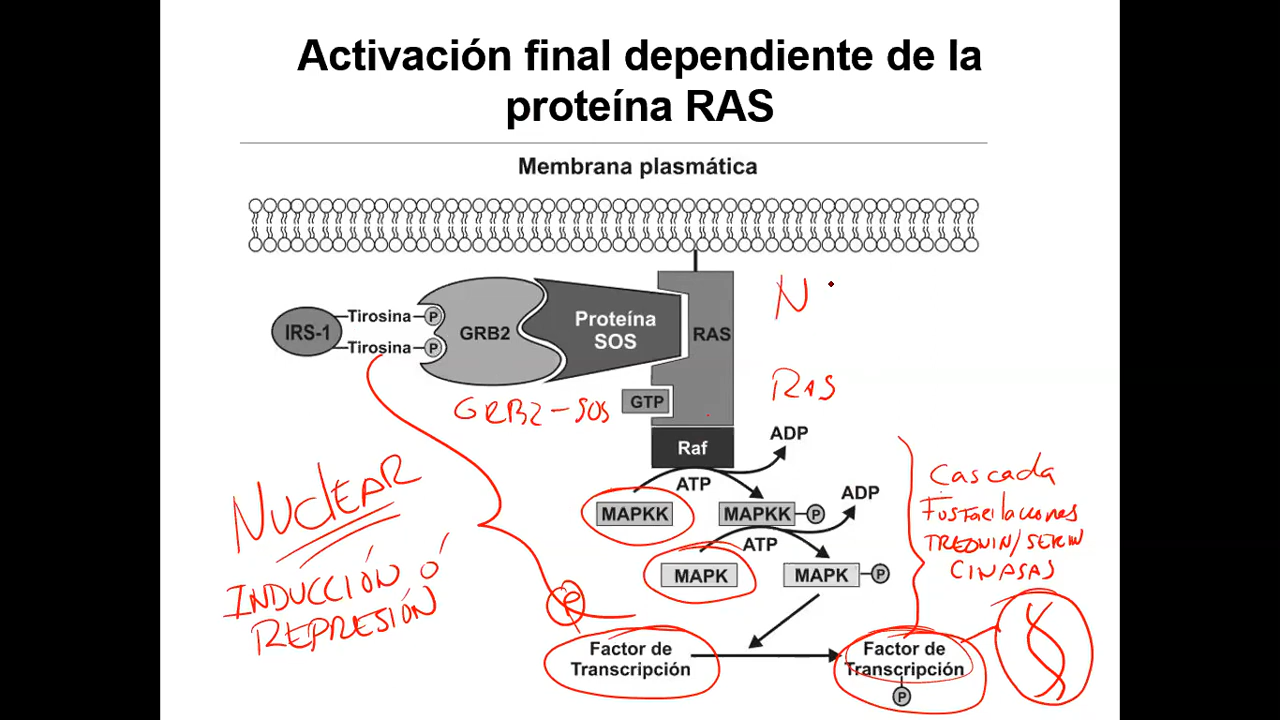 Activación final dependiente de la
proteína RAS
Membrana plasmática
IRS-1
Tirosina
P
Tirosina
P
GRB2
Proteína
SOS
RAS
GTP
N
RAS
GRB2-SOS
Raf
ADP
ATP
MAPKK
MAPKK
P
ADP
ATP
MAPK
MAPK
P
NUCLEAR
INDUCCIÓN Ó
REPRESIÓN
Cascada
Fosforilaciones
TREONIN/SERIN
CINASAS
P
Factor de
Transcripción
Factor de
Transcripción
P